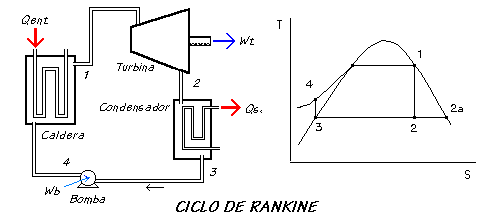 Qent.
Wt
Turbina
1
2
Condensador
Qs.
Caldera
3
4
Wb
Bomba
T
1
4
3
2
2a
S
CICLO DE RANKINE